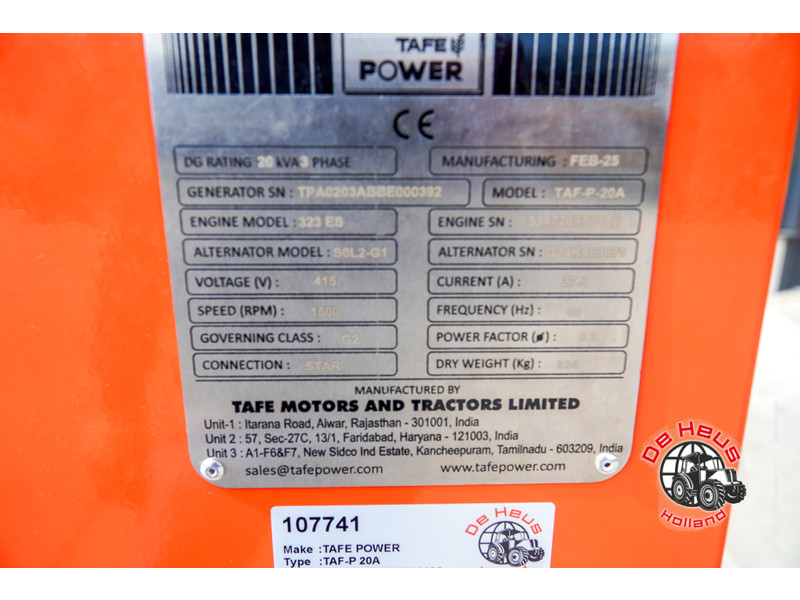 TAFE
POWER
CE
DG RATING 20 kVA 3 PHASE MANUFACTURING : FEB-25
GENERATOR SN : TPA0203ABBE000392 MODEL : TAF-P-20A
ENGINE MODEL : 323 ES ENGINE SN :
ALTERNATOR MODEL : S0L2-G1 ALTERNATOR SN :
VOLTAGE (V) : 415 CURRENT (A) :
SPEED (RPM) : 1500 FREQUENCY (Hz) :
GOVERNING CLASS : G2 POWER FACTOR (ø) :
CONNECTION : STAR DRY WEIGHT (Kg) :
MANUFACTURED BY
TAFE MOTORS AND TRACTORS LIMITED
Unit-1 : Itarana Road, Alwar, Rajasthan - 301001, India
Unit 2 : 57, Sec-27C, 13/1, Faridabad, Haryana - 121003, India
Unit 3 : A1-F6&F7, New Sidco Ind Estate, Kancheepuram, Tamilnadu - 603209, India
sales@tafepower.com www.tafepower.com
De Heus
Holland
107741
Make : TAFE POWER
Type : TAF-P 20A
De Heus